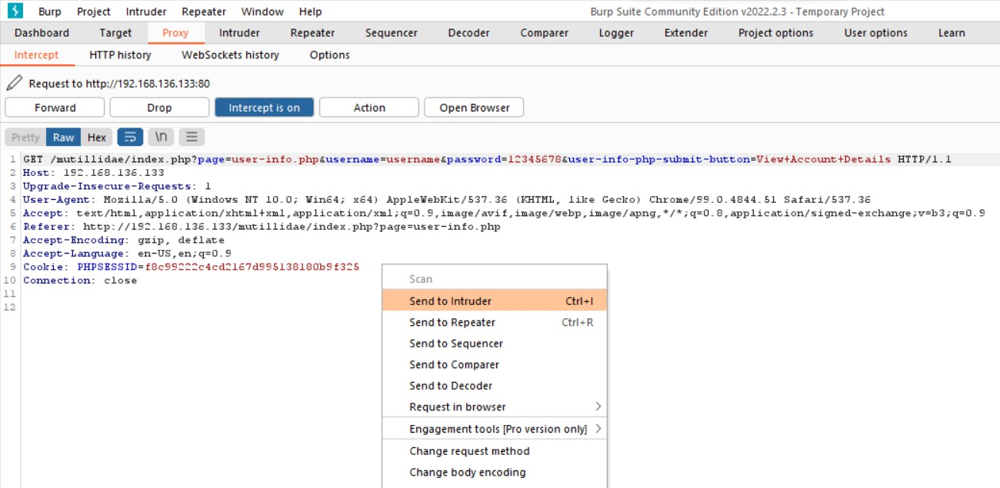 Burp Project Intruder Repeater Window Help Burp Suite Community Edition v2022.2.3 - Temporary Project
Dashboard Target Proxy Intruder Repeater Sequencer Decoder Comparer Logger Extender Project options User options Learn
Intercept HTTP history WebSockets history Options
Request to http://192.168.136.133:80
Forward Drop Intercept is on Action Open Browser
Pretty Raw Hex \n
1 GET /mutillidae/index.php?page=user-info.php&username=username&password=12345678&user-info-php-submit-button=View+Account+Details HTTP/1.1
2 Host: 192.168.136.133
3 Upgrade-Insecure-Requests: 1
4 User-Agent: Mozilla/5.0 (Windows NT 10.0; Win64; x64) AppleWebKit/537.36 (KHTML, like Gecko) Chrome/99.0.4844.51 Safari/537.36
5 Accept: text/html,application/xhtml+xml,application/xml;q=0.9,image/avif,image/webp,image/apng,*/*;q=0.8,application/signed-exchange;v=b3;q=0.9
6 Referer: http://192.168.136.133/mutillidae/index.php?page=user-info.php
7 Accept-Encoding: gzip, deflate
8 Accept-Language: en-US,en;q=0.9
9 Cookie: PHPSESSID=f8c99222c4cd2167d995138180b9f325
10 Connection: close
11
12
Scan
Send to Intruder Ctrl+I
Send to Repeater Ctrl+R
Send to Sequencer
Send to Comparer
Send to Decoder
Request in browser
Engagement tools [Pro version only]
Change request method
Change body encoding